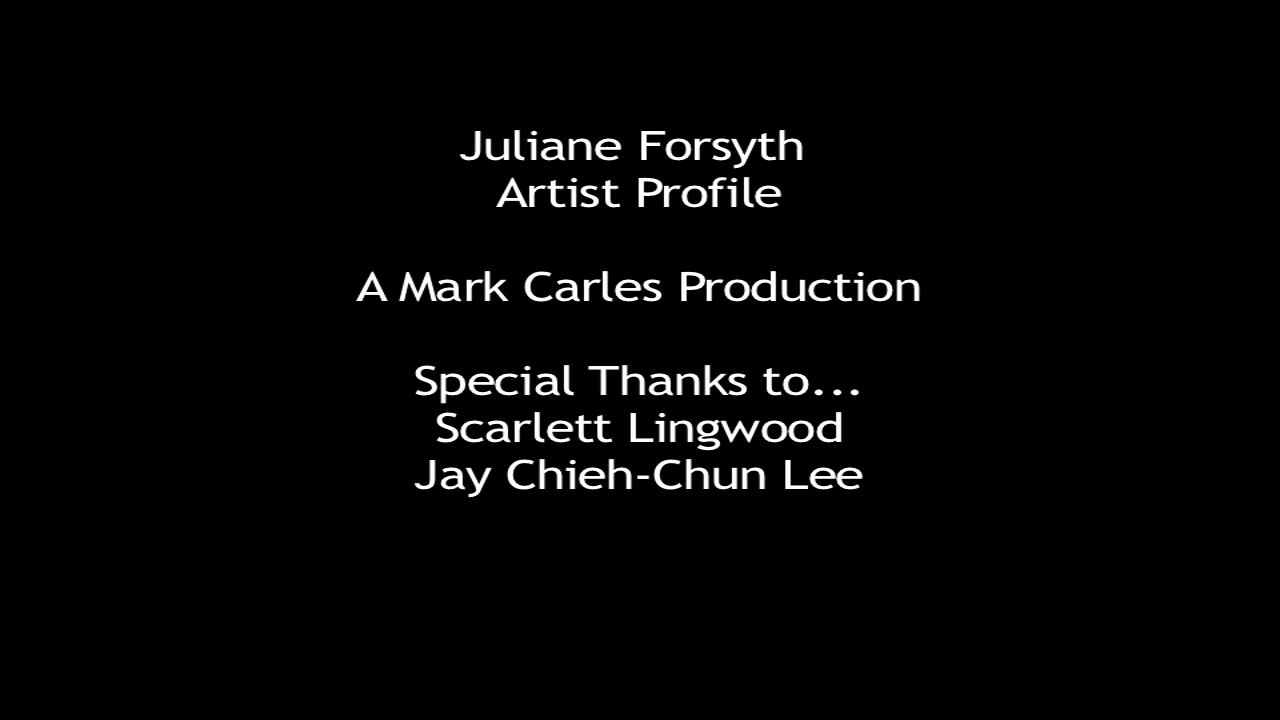 Juliane Forsyth
Artist Profile
A Mark Carles Production
Special Thanks to...
Scarlett Lingwood
Jay Chieh-Chun Lee